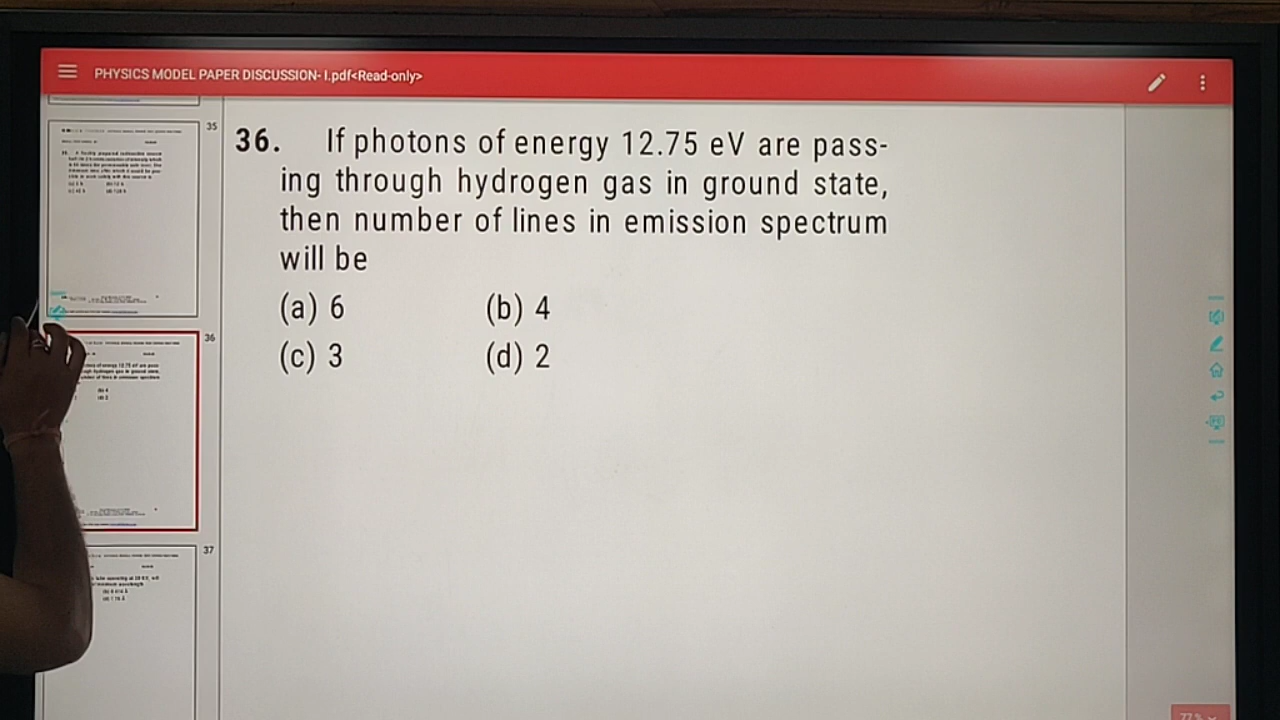 PHYSICS MODEL PAPER DISCUSSION- I.pdf<Read-only>
35
36
37
36. If photons of energy 12.75 eV are pass-
ing through hydrogen gas in ground state,
then number of lines in emission spectrum
will be
(a) 6 (b) 4
(c) 3 (d) 2
77%